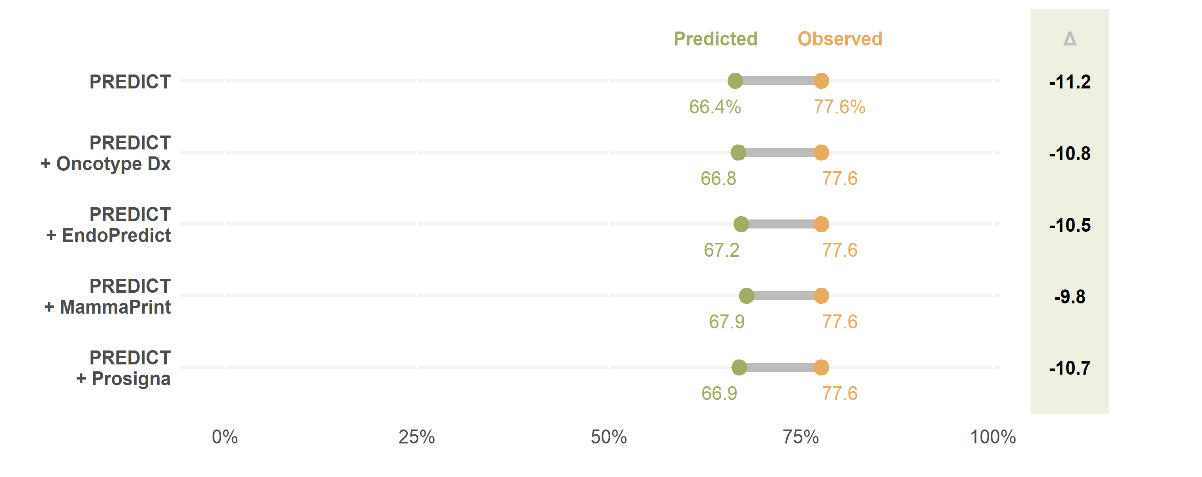 Predicted Observed Δ
PREDICT -11.2
66.4% 77.6%
PREDICT
+ Oncotype Dx -10.8
66.8 77.6
PREDICT
+ EndoPredict -10.5
67.2 77.6
PREDICT
+ MammaPrint -9.8
67.9 77.6
PREDICT
+ Prosigna -10.7
66.9 77.6
0% 25% 50% 75% 100%